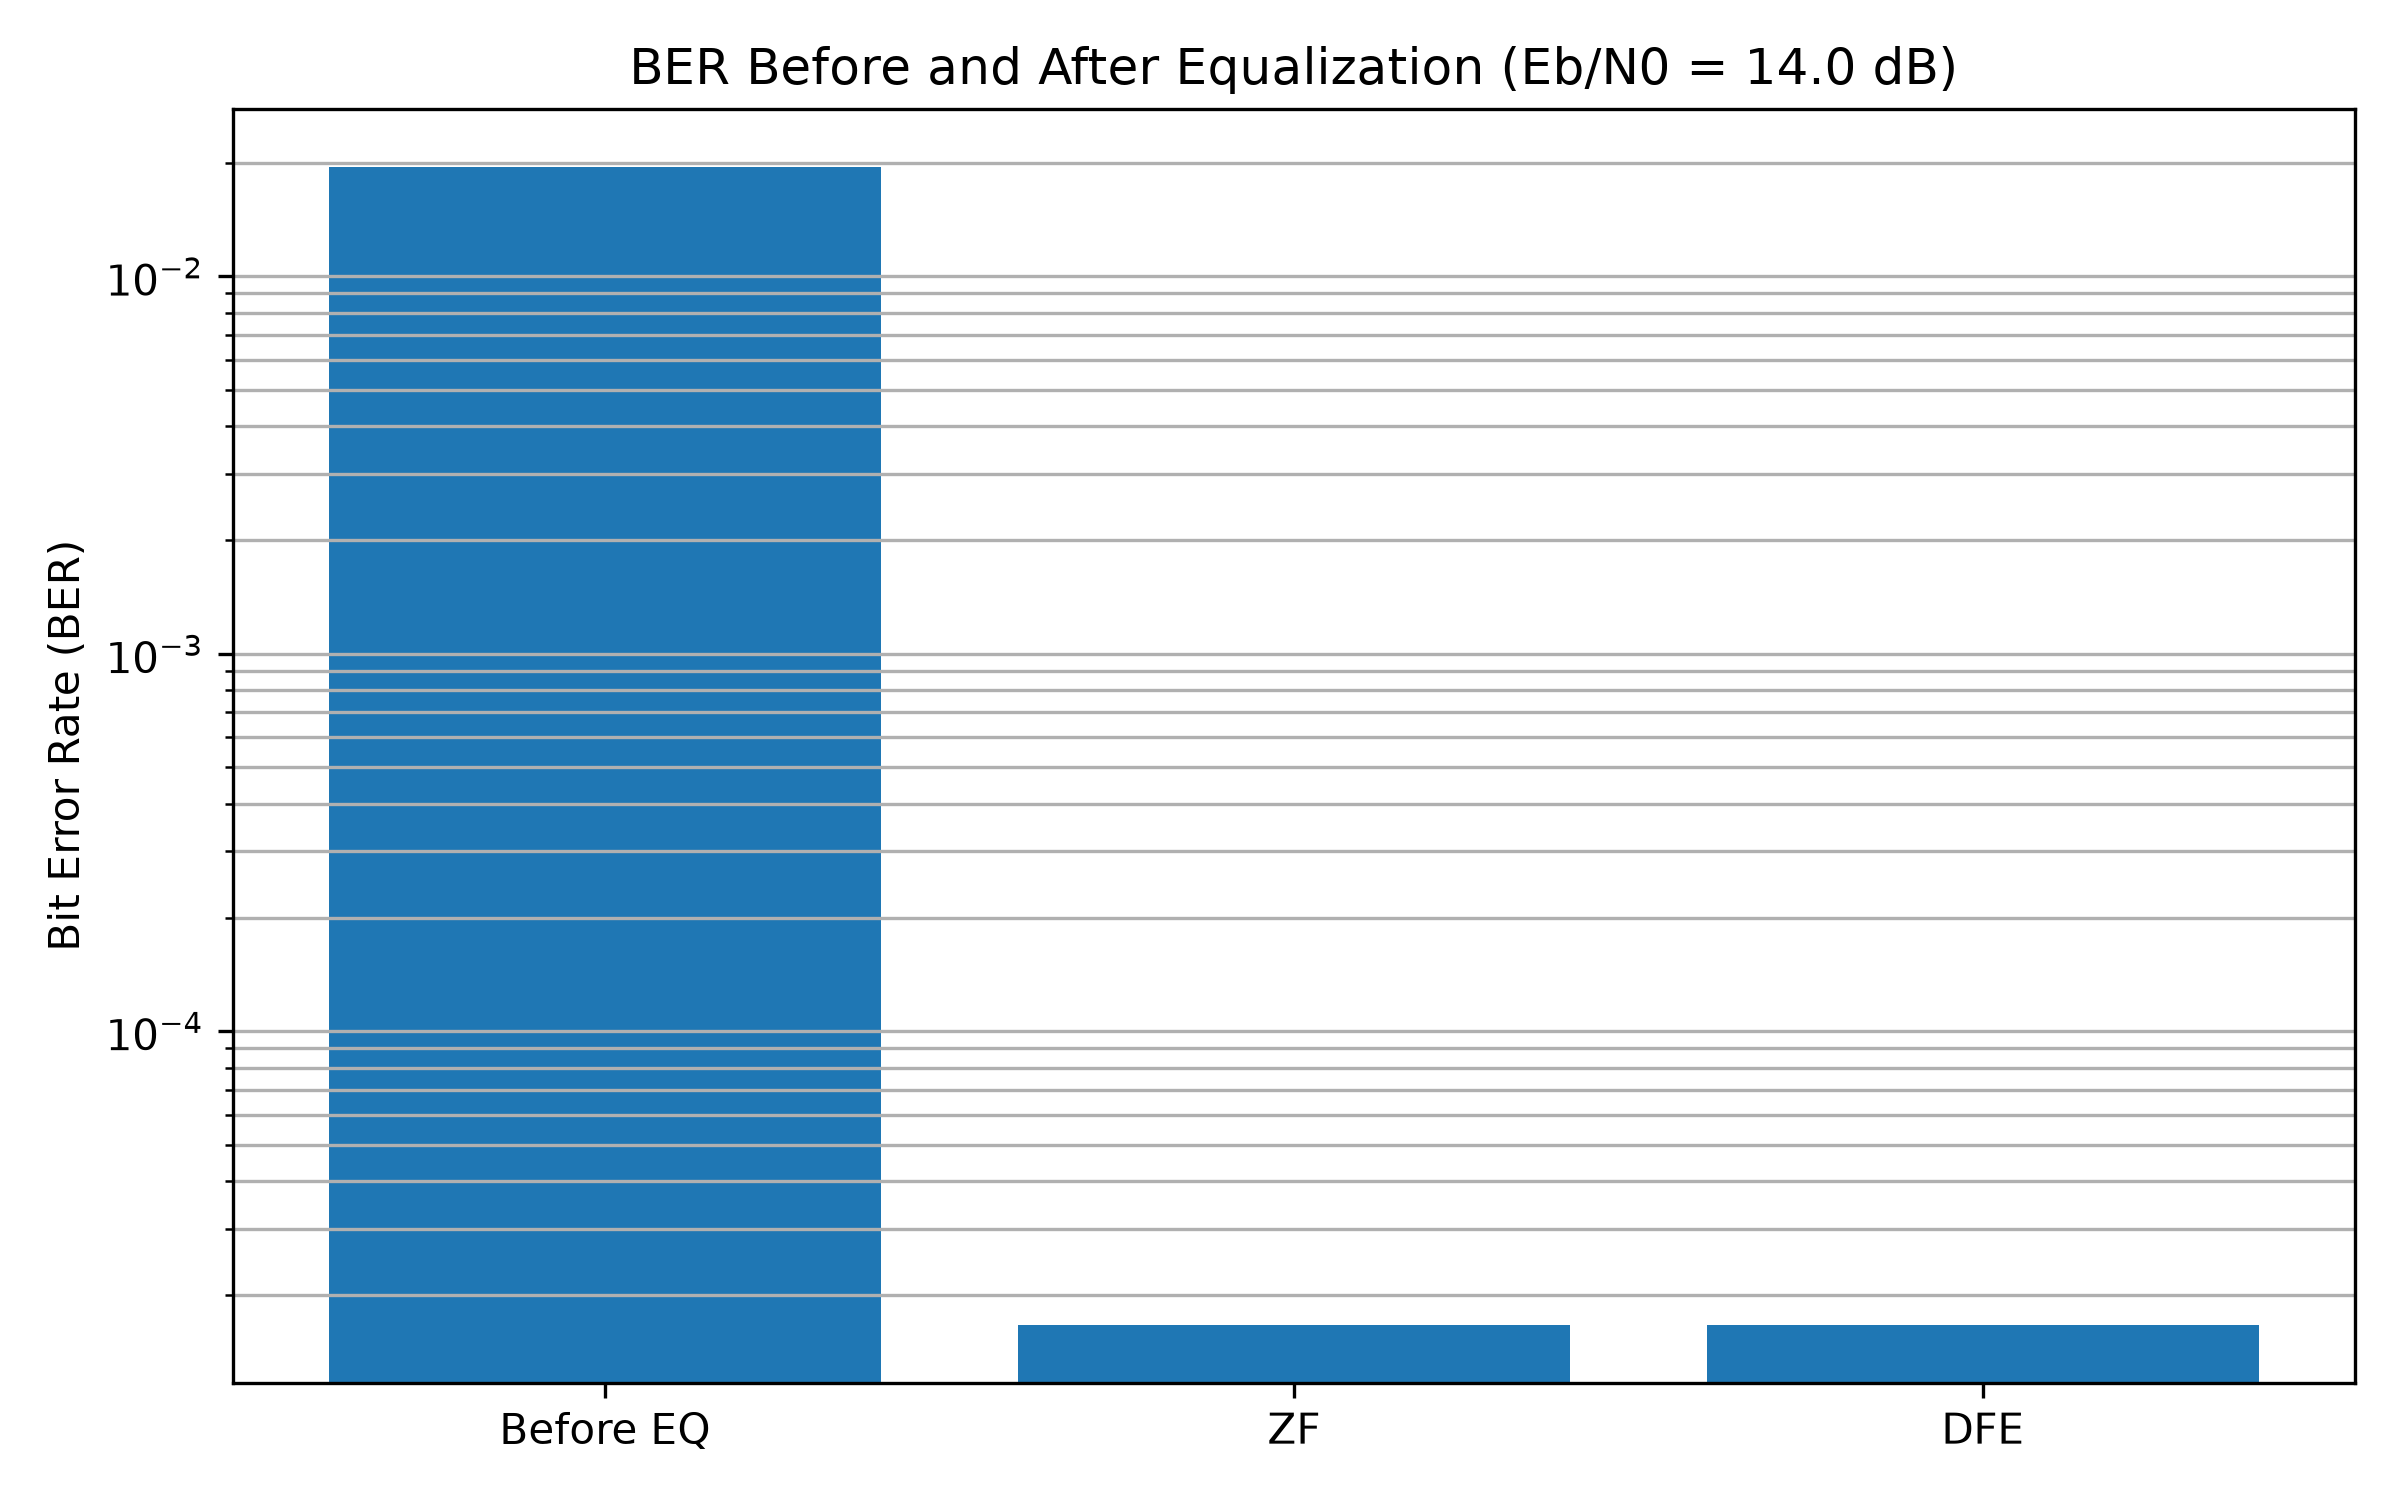 BER Before and After Equalization (Eb/N0 = 14.0 dB)
Bit Error Rate (BER)
10⁻²
10⁻³
10⁻⁴
Before EQ
ZF
DFE